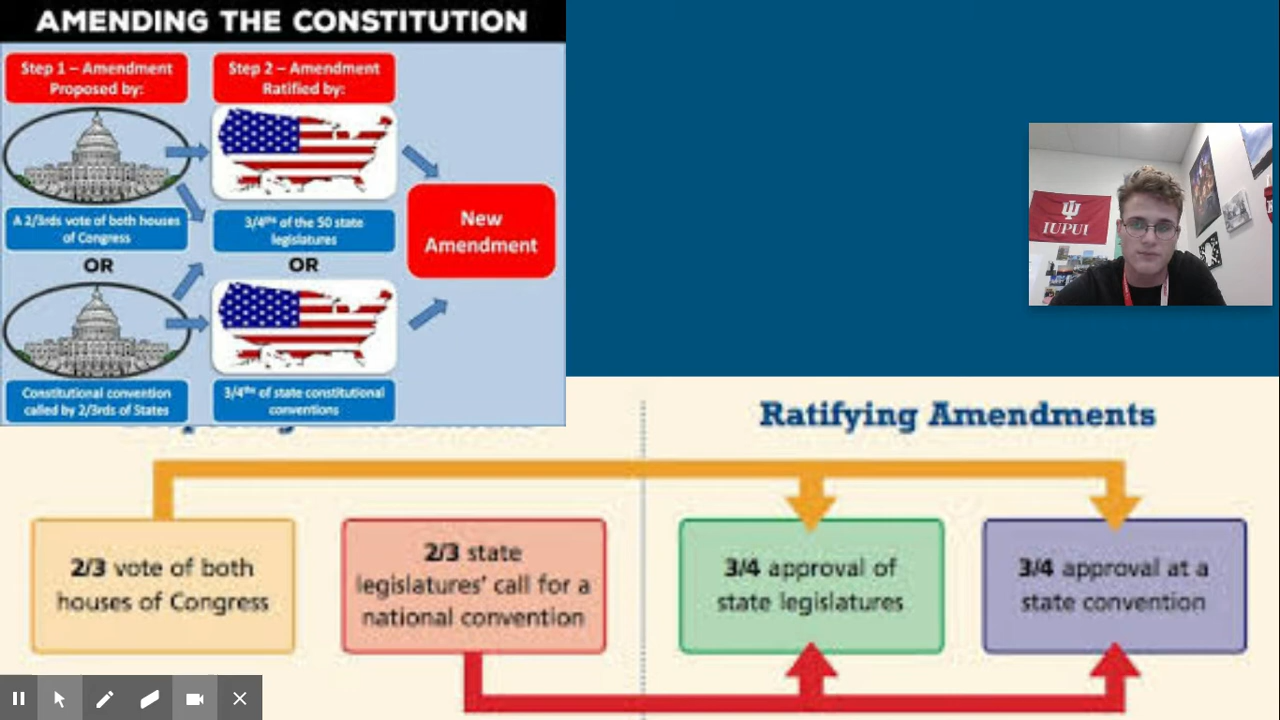 AMENDING THE CONSTITUTION
Step 1 – Amendment
Proposed by:
Step 2 – Amendment
Ratified by:
A 2/3rds vote of both houses
of Congress
3/4ths of the 50 state
legislatures
New
Amendment
OR
OR
Constitutional convention
called by 2/3rds of States
3/4ths of state constitutional
conventions
IUPUI
Ratifying Amendments
2/3 vote of both
houses of Congress
2/3 state
legislatures' call for a
national convention
3/4 approval of
state legislatures
3/4 approval at a
state convention